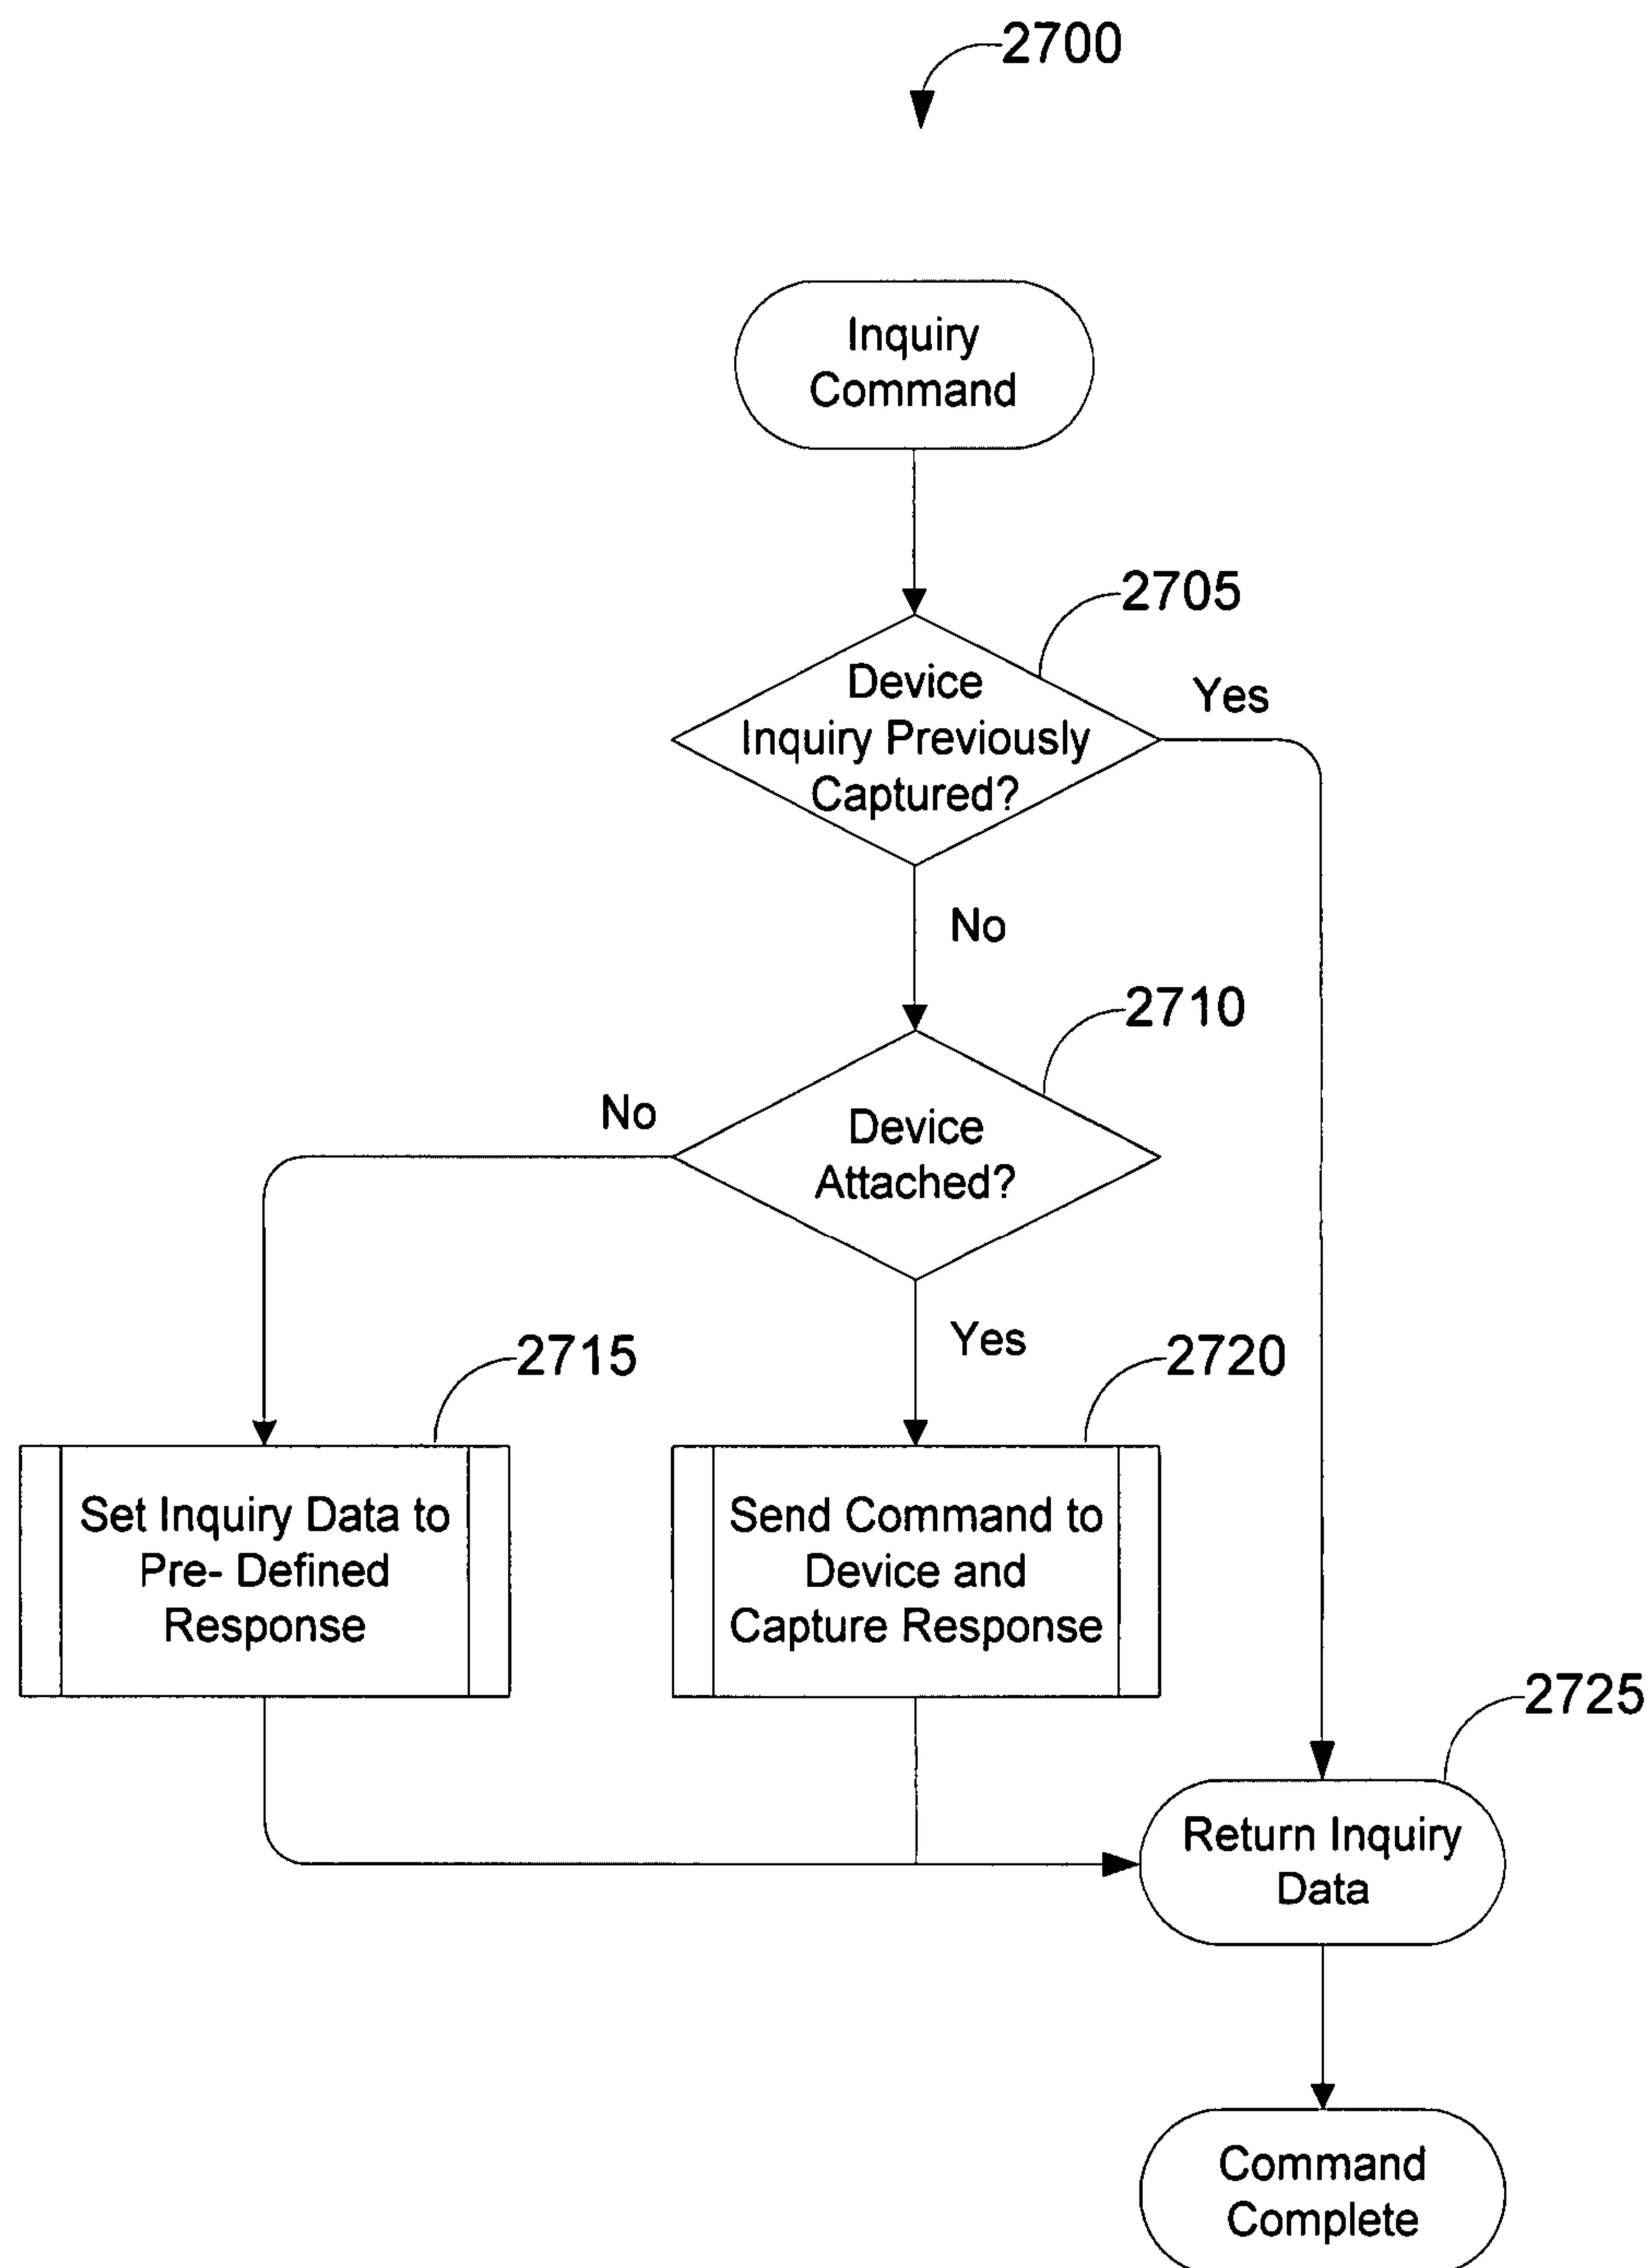 2700
Inquiry
Command
2705
Device
Inquiry Previously
Captured?
Yes
No
2710
Device
Attached?
No
Yes
2715
Set Inquiry Data to
Pre- Defined
Response
2720
Send Command to
Device and
Capture Response
2725
Return Inquiry
Data
Command
Complete